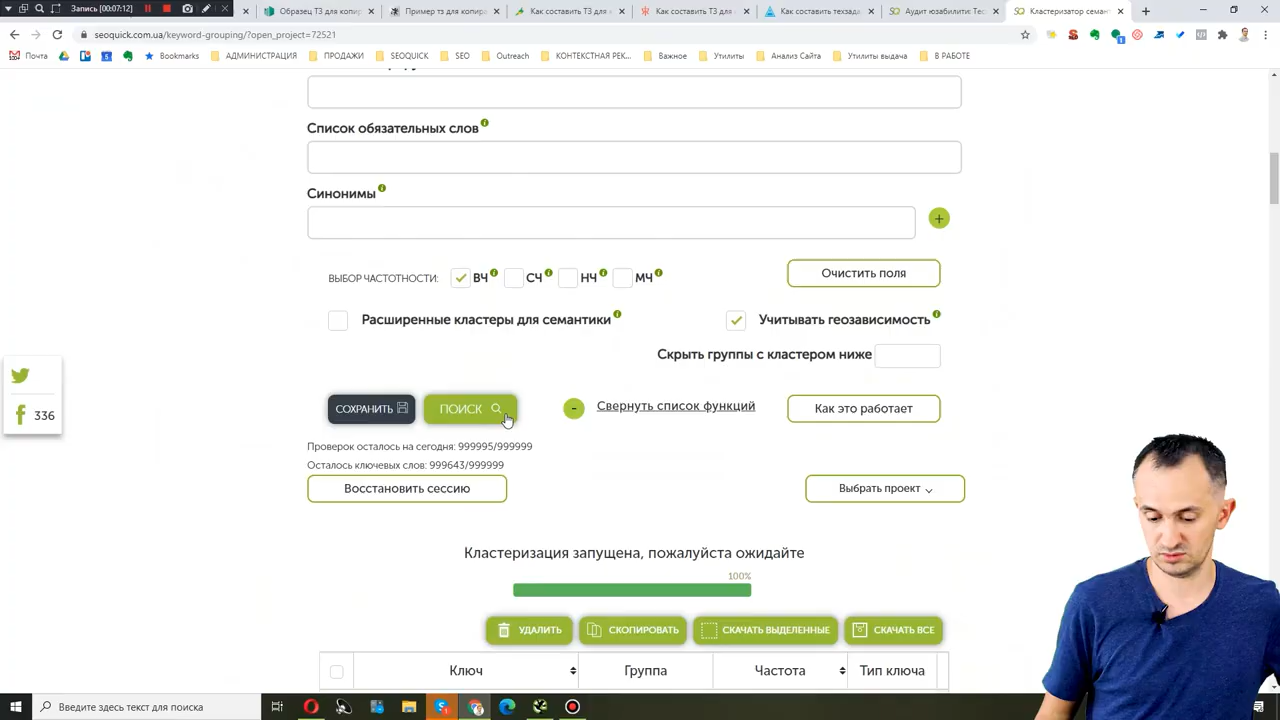 Запись [00:07:12]
Образец ТЗ для копир
Пример тз для копира
Как составить ТЗ для к
Как составить ТЗ для
Как составить техзада
Аудит юзабилити: Тес
Кластеризатор семан
seoquick.com.ua/keyword-grouping/?open_project=72521
Почта
Bookmarks
АДМИНИСТРАЦИЯ
ПРОДАЖИ
SEOQUICK
SEO
Outreach
КОНТЕКСТНАЯ РЕК...
Важное
Утилиты
Анализ Сайта
Утилиты выдача
В РАБОТЕ
Список обязательных слов
Синонимы
ВЫБОР ЧАСТОТНОСТИ: ВЧ СЧ НЧ МЧ
Очистить поля
Расширенные кластеры для семантики
Учитывать геозависимость
Скрыть группы с кластером ниже
СОХРАНИТЬ
ПОИСК
Свернуть список функций
Как это работает
336
Проверок осталось на сегодня: 999995/999999
Осталось ключевых слов: 999643/999999
Восстановить сессию
Выбрать проект
Кластеризация запущена, пожалуйста ожидайте
100%
УДАЛИТЬ
СКОПИРОВАТЬ
СКАЧАТЬ ВЫДЕЛЕННЫЕ
СКАЧАТЬ ВСЕ
Ключ
Группа
Частота
Тип ключа
Введите здесь текст для поиска